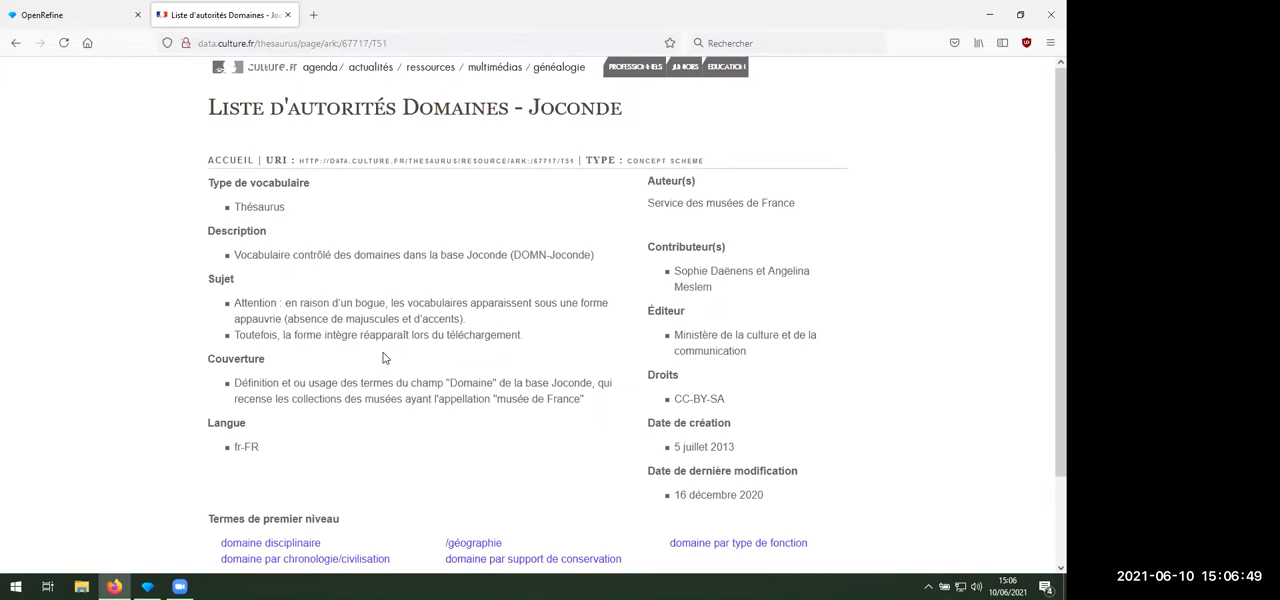 OpenRefine
Liste d'autorités Domaines - Joc
data.culture.fr/thesaurus/page/ark:/67717/T51
Rechercher
culture.fr agenda/ actualités/ ressources/ multimédias/ généalogie
PROFESSIONNELS JUNIORS EDUCATION
Liste d'autorités Domaines - Joconde
ACCUEIL | URI : HTTP://DATA.CULTURE.FR/THESAURUS/RESOURCE/ARK:/67717/T51 | TYPE : CONCEPT SCHEME
Type de vocabulaire
Thésaurus
Description
Vocabulaire contrôlé des domaines dans la base Joconde (DOMN-Joconde)
Sujet
Attention : en raison d'un bogue, les vocabulaires apparaissent sous une forme
appauvrie (absence de majuscules et d'accents).
Toutefois, la forme intègre réapparaît lors du téléchargement.
Couverture
Définition et ou usage des termes du champ "Domaine" de la base Joconde, qui
recense les collections des musées ayant l'appellation "musée de France"
Langue
fr-FR
Auteur(s)
Service des musées de France
Contributeur(s)
Sophie Daënens et Angelina
Meslem
Éditeur
Ministère de la culture et de la
communication
Droits
CC-BY-SA
Date de création
5 juillet 2013
Date de dernière modification
16 décembre 2020
Termes de premier niveau
domaine disciplinaire /géographie domaine par type de fonction
domaine par chronologie/civilisation domaine par support de conservation
15:06
10/06/2021
4
2021-06-10 15:06:49